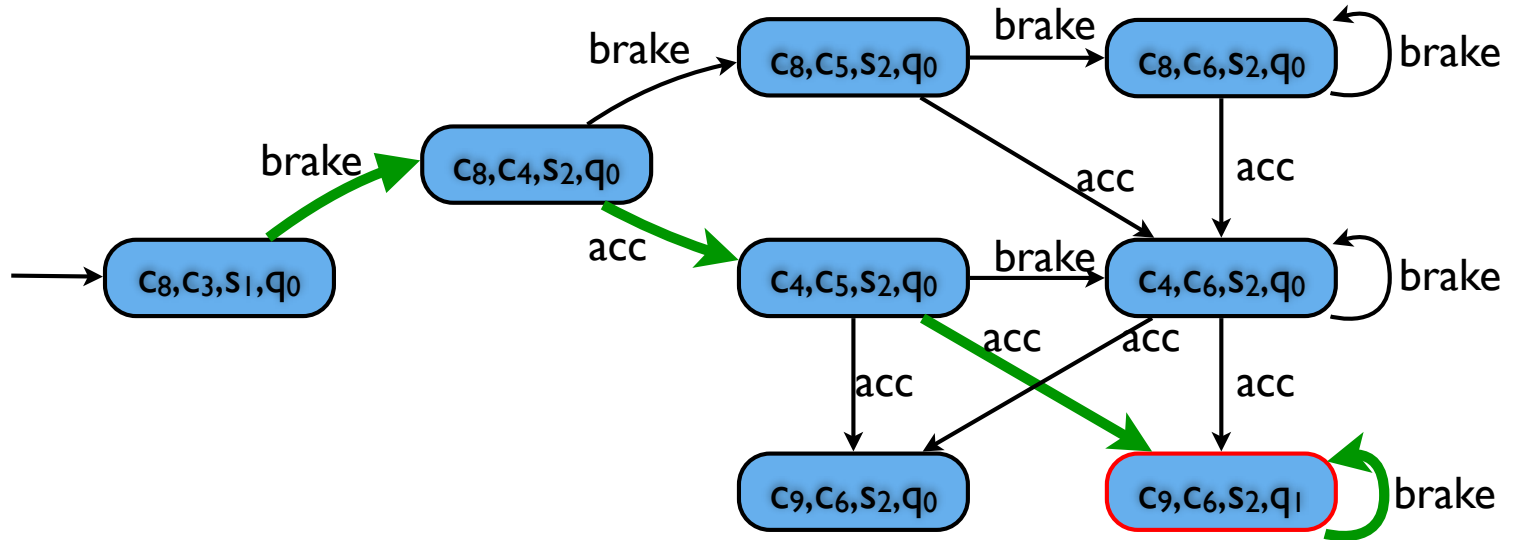 brake
brake
brake
c₈,c₅,s₂,q₀
c₈,c₆,s₂,q₀
brake
c₈,c₄,s₂,q₀
acc
acc
acc
brake
c₈,c₃,s₁,q₀
c₄,c₅,s₂,q₀
c₄,c₆,s₂,q₀
brake
acc
acc
acc
acc
c₉,c₆,s₂,q₀
c₉,c₆,s₂,q₁
brake